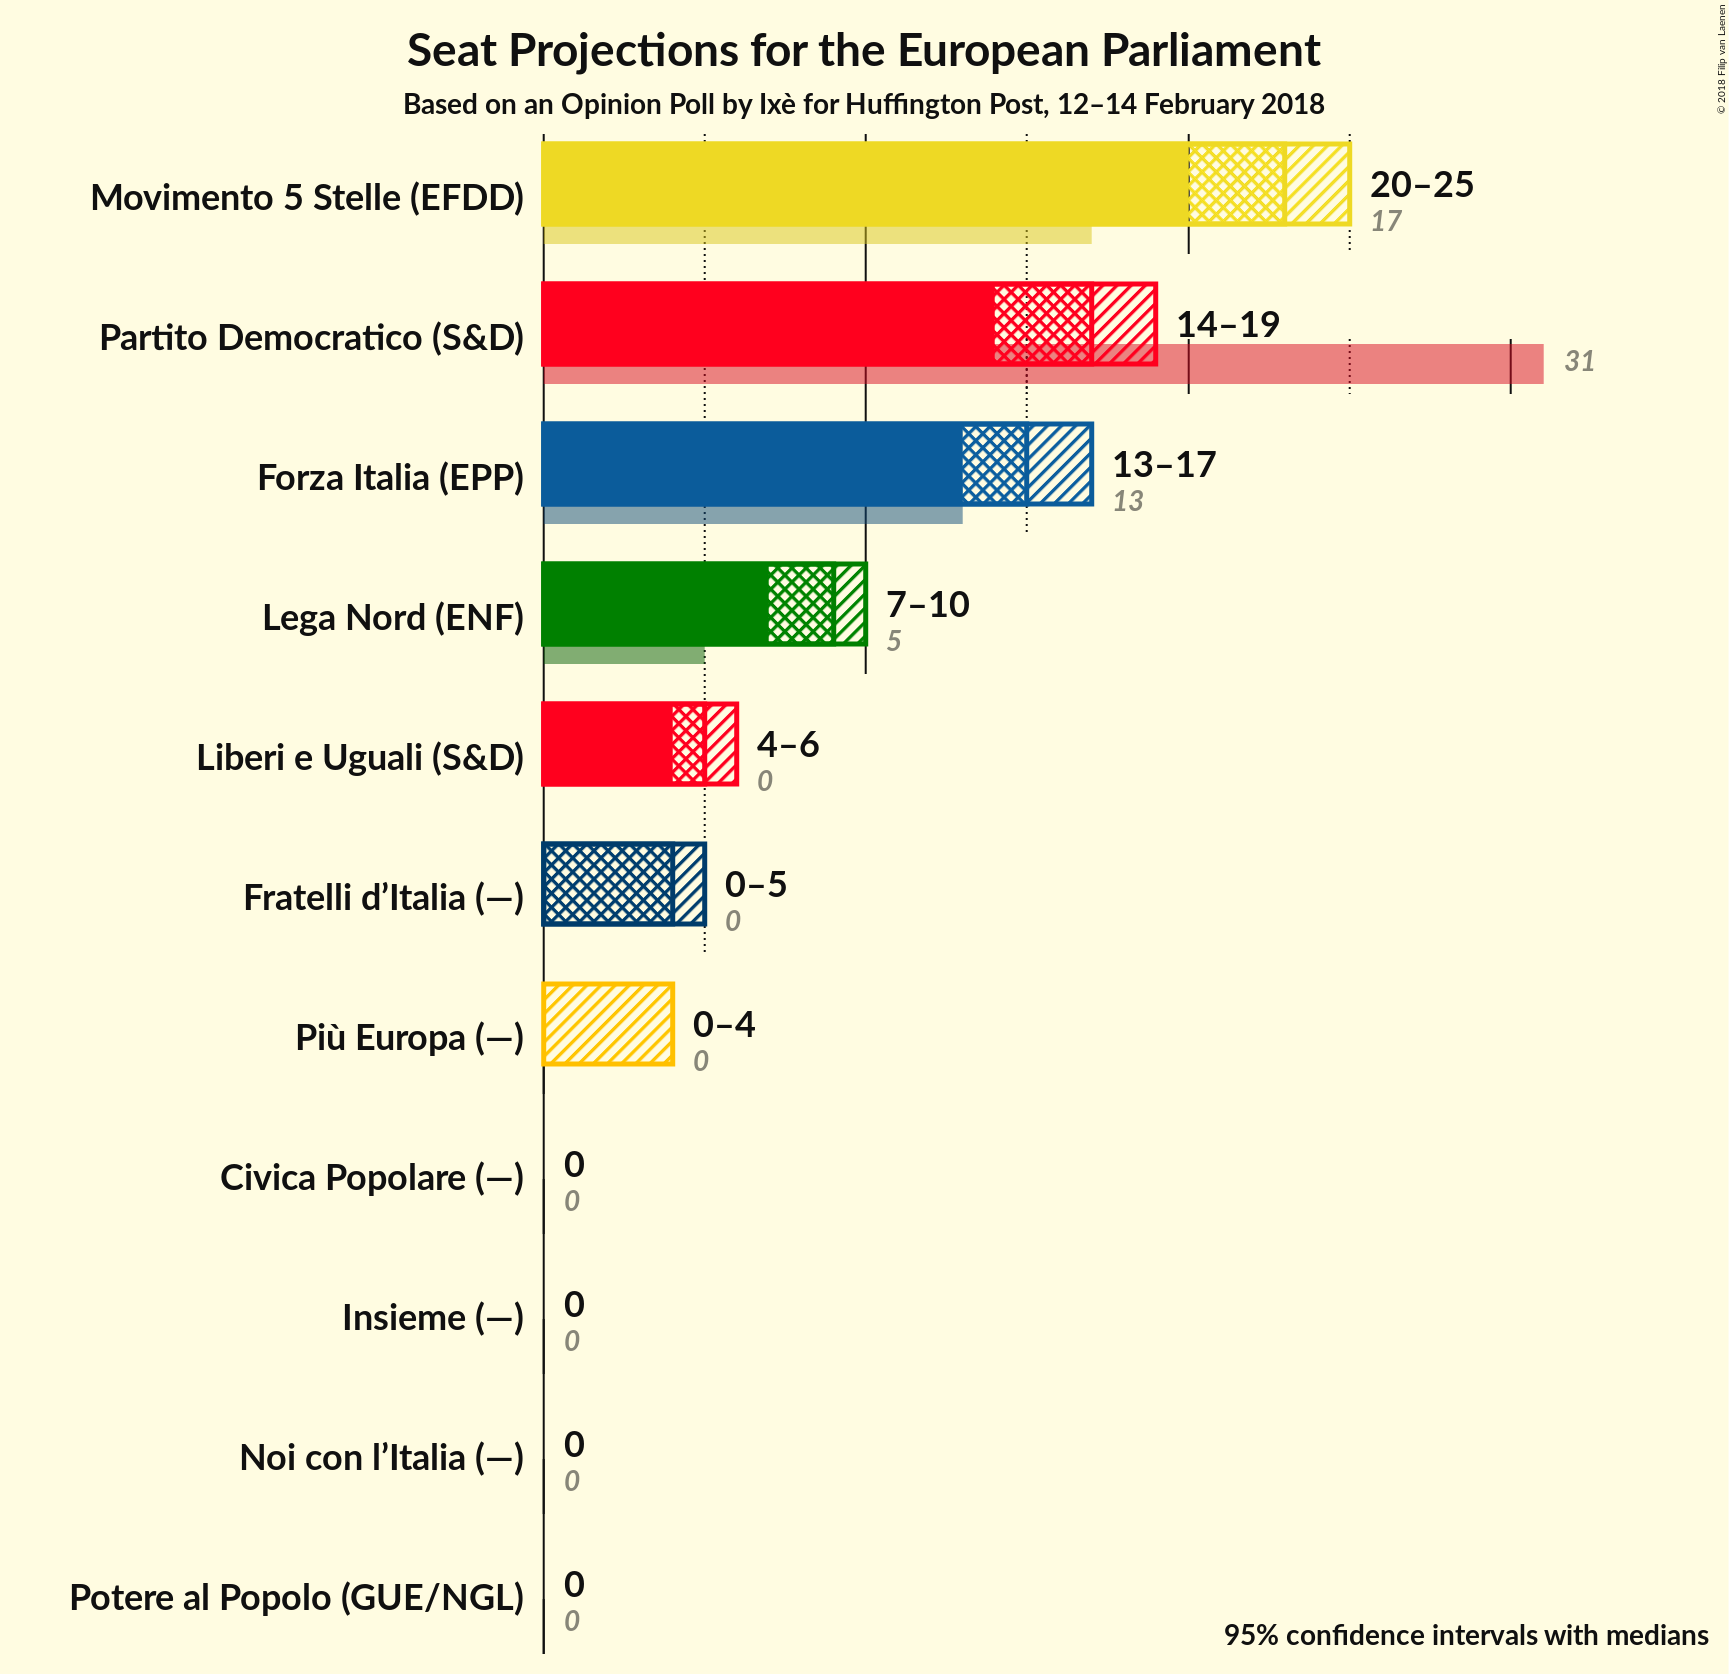 Seat Projections for the European Parliament
Based on an Opinion Poll by Ixè for Huffington Post, 12–14 February 2018
© 2018 Filip van Laenen
Movimento 5 Stelle (EFDD)
20–25
17
Partito Democratico (S&D)
14–19
31
Forza Italia (EPP)
13–17
13
Lega Nord (ENF)
7–10
5
Liberi e Uguali (S&D)
4–6
0
Fratelli d’Italia (—)
0–5
0
Più Europa (—)
0–4
0
Civica Popolare (—)
0
0
Insieme (—)
0
0
Noi con l’Italia (—)
0
0
Potere al Popolo (GUE/NGL)
0
0
95% confidence intervals with medians